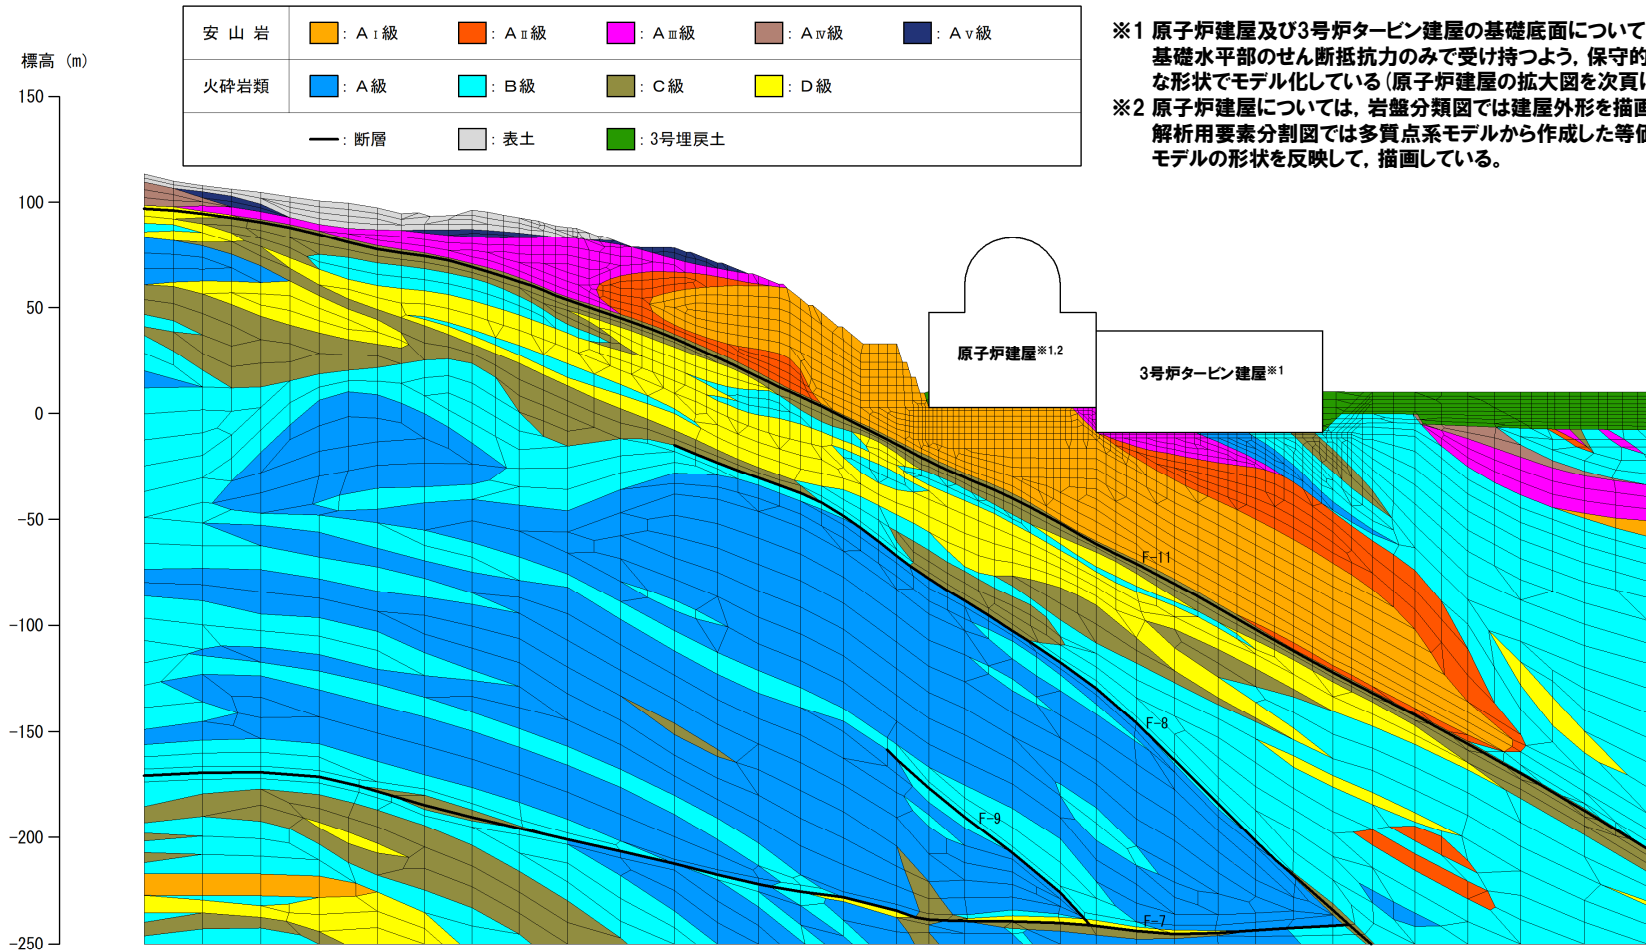 安山岩 : AⅠ級 : AⅡ級 : AⅢ級 : AⅣ級 : AⅤ級
火砕岩類 : A級 : B級 : C級 : D級
: 断層 : 表土 : 3号埋戻土
※1 原子炉建屋及び3号炉タービン建屋の基礎底面について
基礎水平部のせん断抵抗力のみで受け持つよう，保守的
な形状でモデル化している（原子炉建屋の拡大図を次頁に
※2 原子炉建屋については，岩盤分類図では建屋外形を描画
解析用要素分割図では多質点系モデルから作成した等価
モデルの形状を反映して，描画している。
標高 (m)
150
100
50
0
-50
-100
-150
-200
-250
原子炉建屋※1,2
3号炉タービン建屋※1
F-11
F-8
F-9
F-7